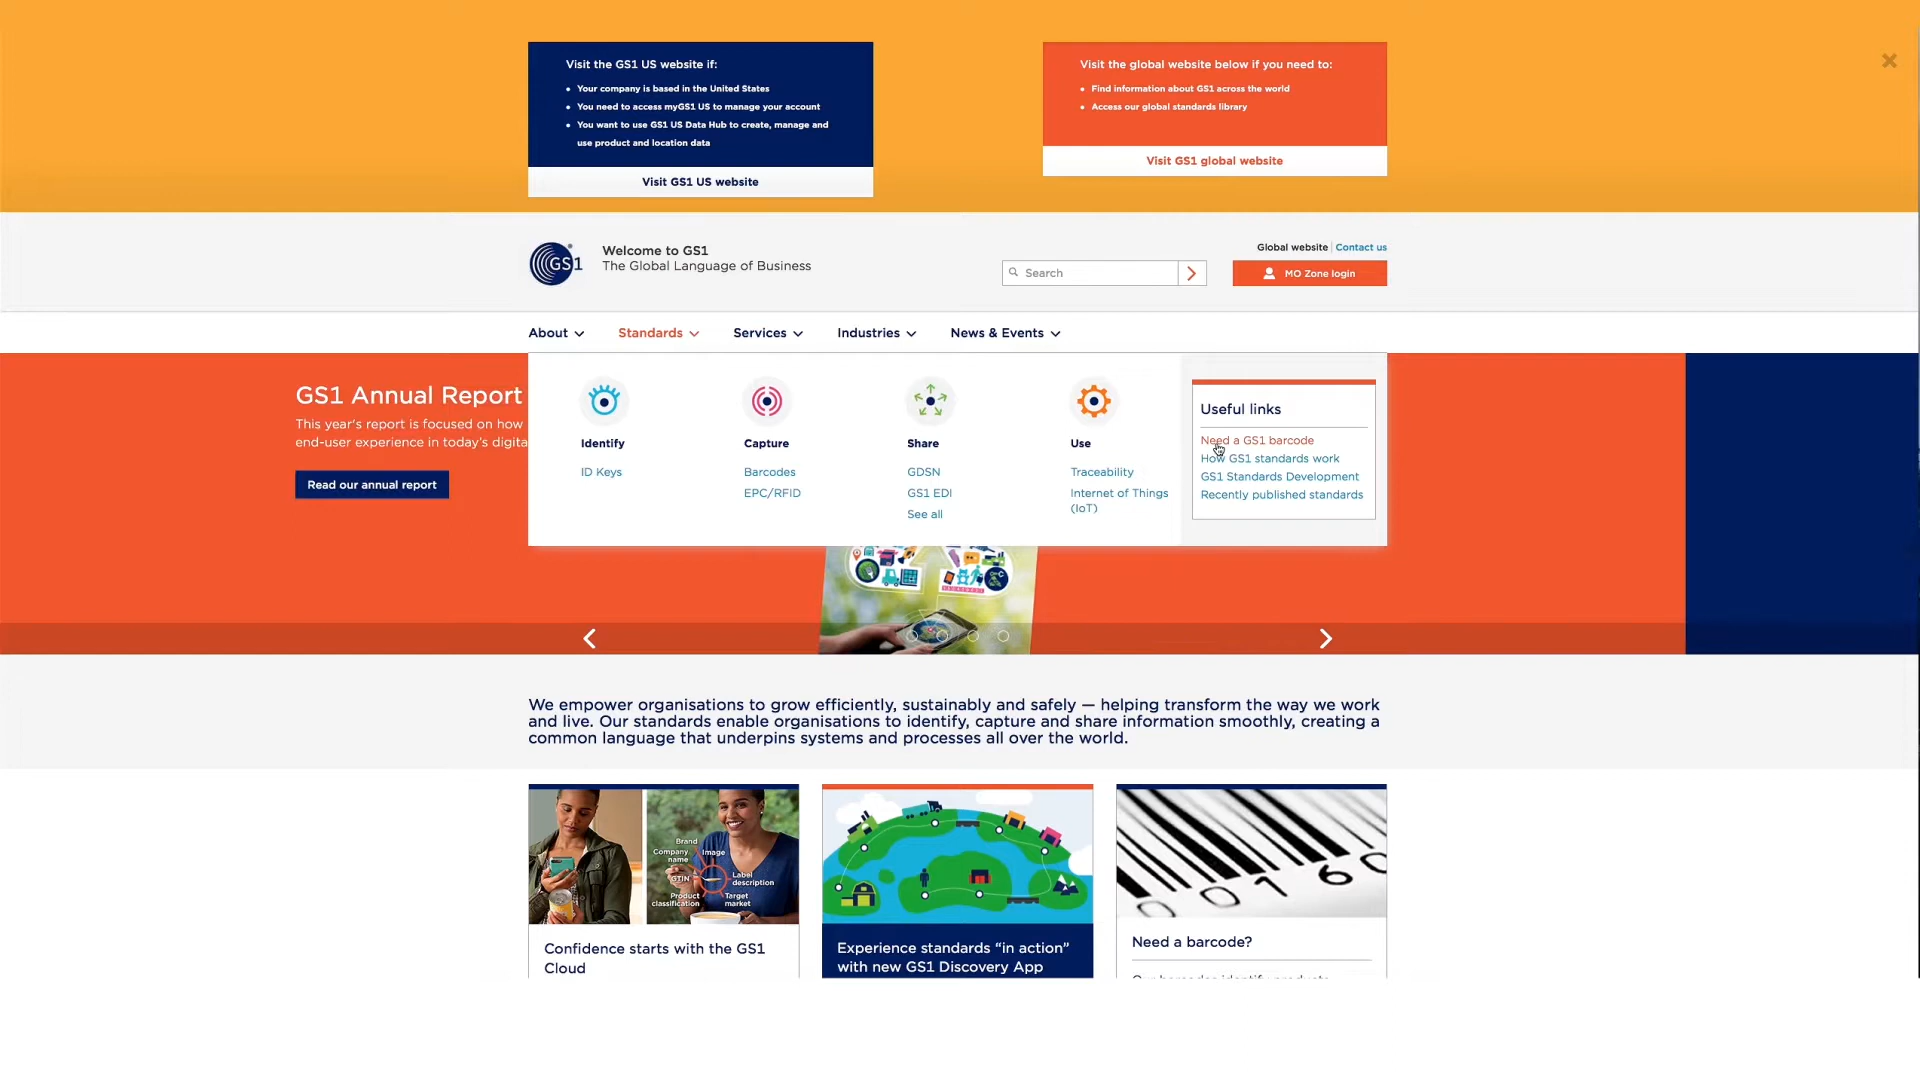 Visit the GS1 US website if:
Your company is based in the United States
You need to access myGS1 US to manage your account
You want to use GS1 US Data Hub to create, manage and
use product and location data
Visit GS1 US website
Visit the global website below if you need to:
Find information about GS1 across the world
Access our global standards library
Visit GS1 global website
GS1
Welcome to GS1
The Global Language of Business
Global website | Contact us
Search
MO Zone login
About
Standards
Services
Industries
News & Events
GS1 Annual Report
This year's report is focused on how
end-user experience in today's digita
Read our annual report
Identify
ID Keys
Capture
Barcodes
EPC/RFID
Share
GDSN
GS1 EDI
See all
Use
Traceability
Internet of Things
(IoT)
Useful links
Need a GS1 barcode
How GS1 standards work
GS1 Standards Development
Recently published standards
We empower organisations to grow efficiently, sustainably and safely — helping transform the way we work
and live. Our standards enable organisations to identify, capture and share information smoothly, creating a
common language that underpins systems and processes all over the world.
Brand
Company
name
Image
GTIN
Label
description
Product
classification
Target
market
Confidence starts with the GS1
Cloud
Experience standards “in action”
with new GS1 Discovery App
0 1 6 0
Need a barcode?
Our barcodes identify products